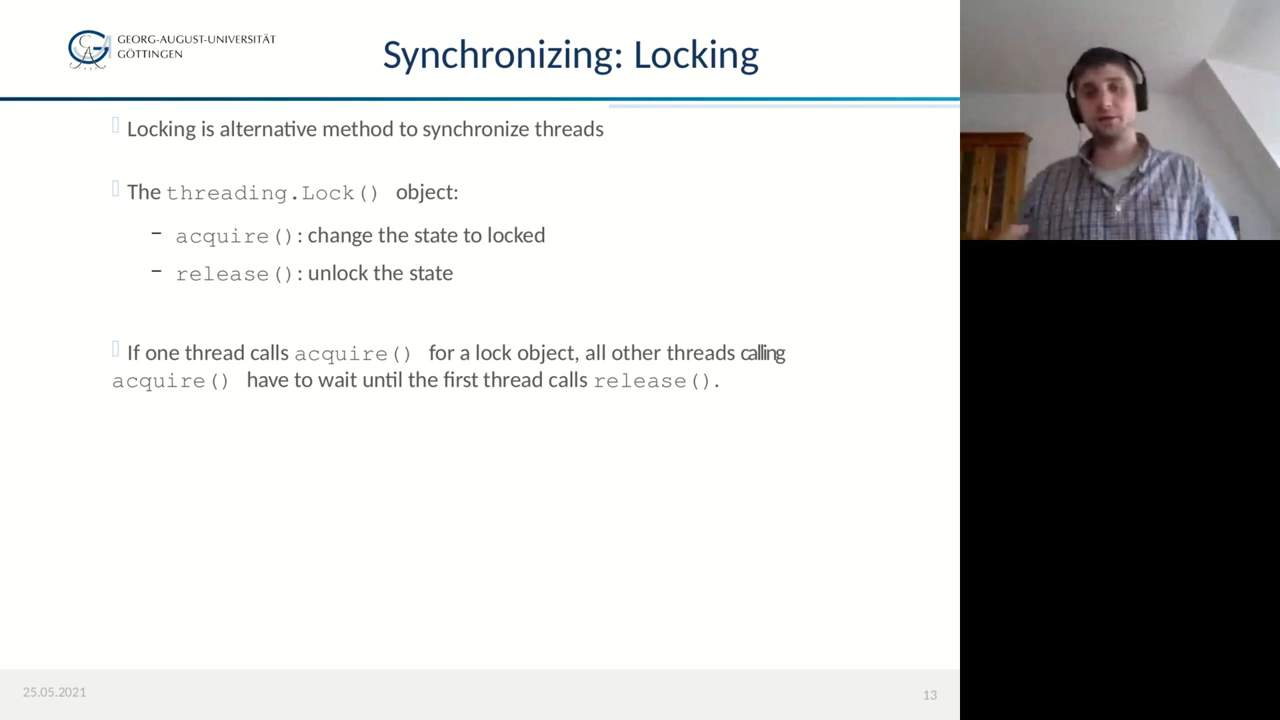 GEORG-AUGUST-UNIVERSITÄT
GÖTTINGEN
Synchronizing: Locking
Locking is alternative method to synchronize threads
The threading.Lock() object:
– acquire(): change the state to locked
– release(): unlock the state
If one thread calls acquire() for a lock object, all other threads calling
acquire() have to wait until the first thread calls release().
25.05.2021
13